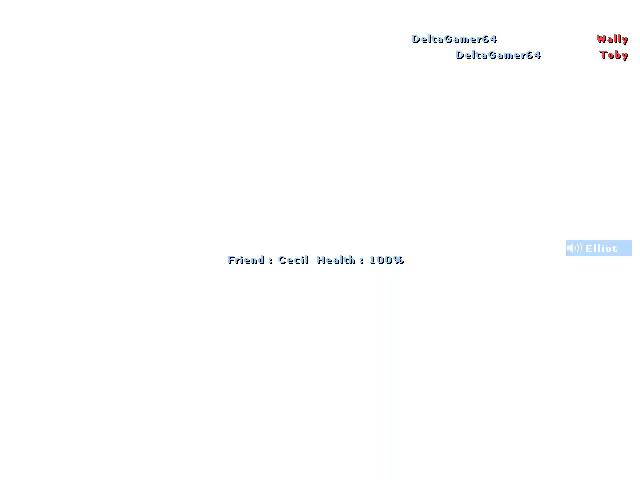 DeltaGamer64 Wally
DeltaGamer64 Toby
Elliot
Friend : Cecil Health : 100%